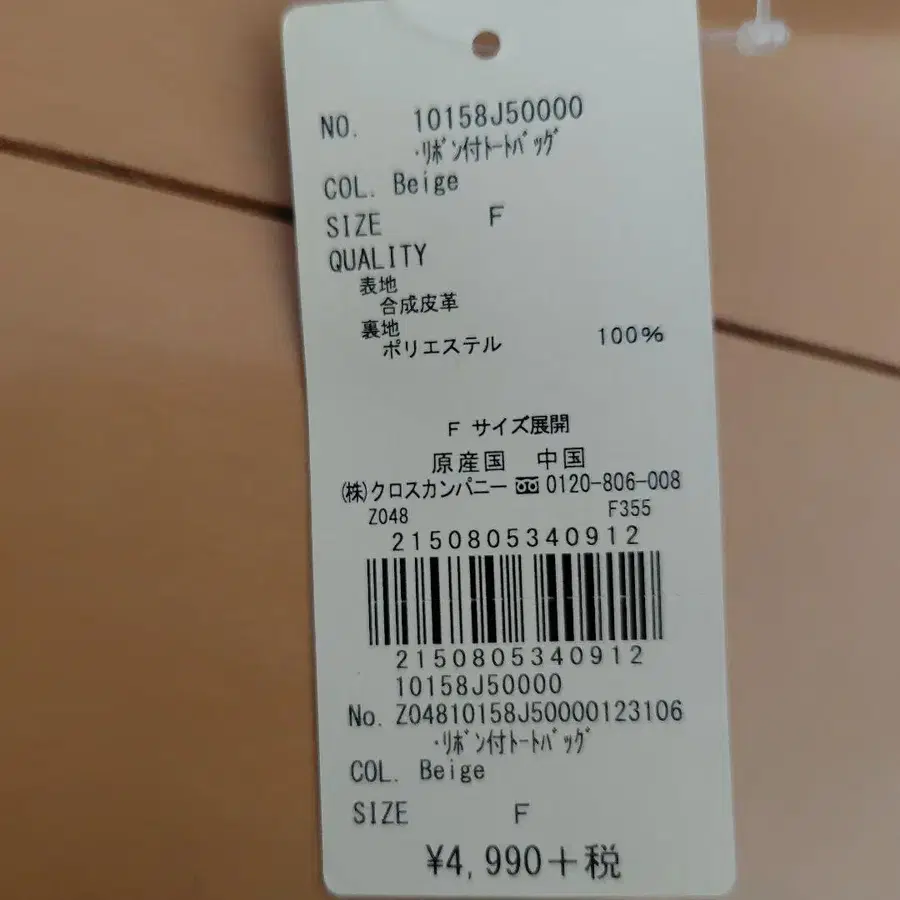 NO. 10158J50000
・ﾘﾎﾞﾝ付ﾄｰﾄﾊﾞｯｸﾞ
COL. Beige
SIZE F
QUALITY
表地
合成皮革
裏地
ポリエステル 100%
F サイズ展開
原産国 中国
(株)クロスカンパニー 0120-806-008
Z048 F355
2150805340912
2150805340912
10158J50000
No. Z04810158J50000123106
・ﾘﾎﾞﾝ付ﾄｰﾄﾊﾞｯｸﾞ
COL. Beige
SIZE F
¥4,990+税